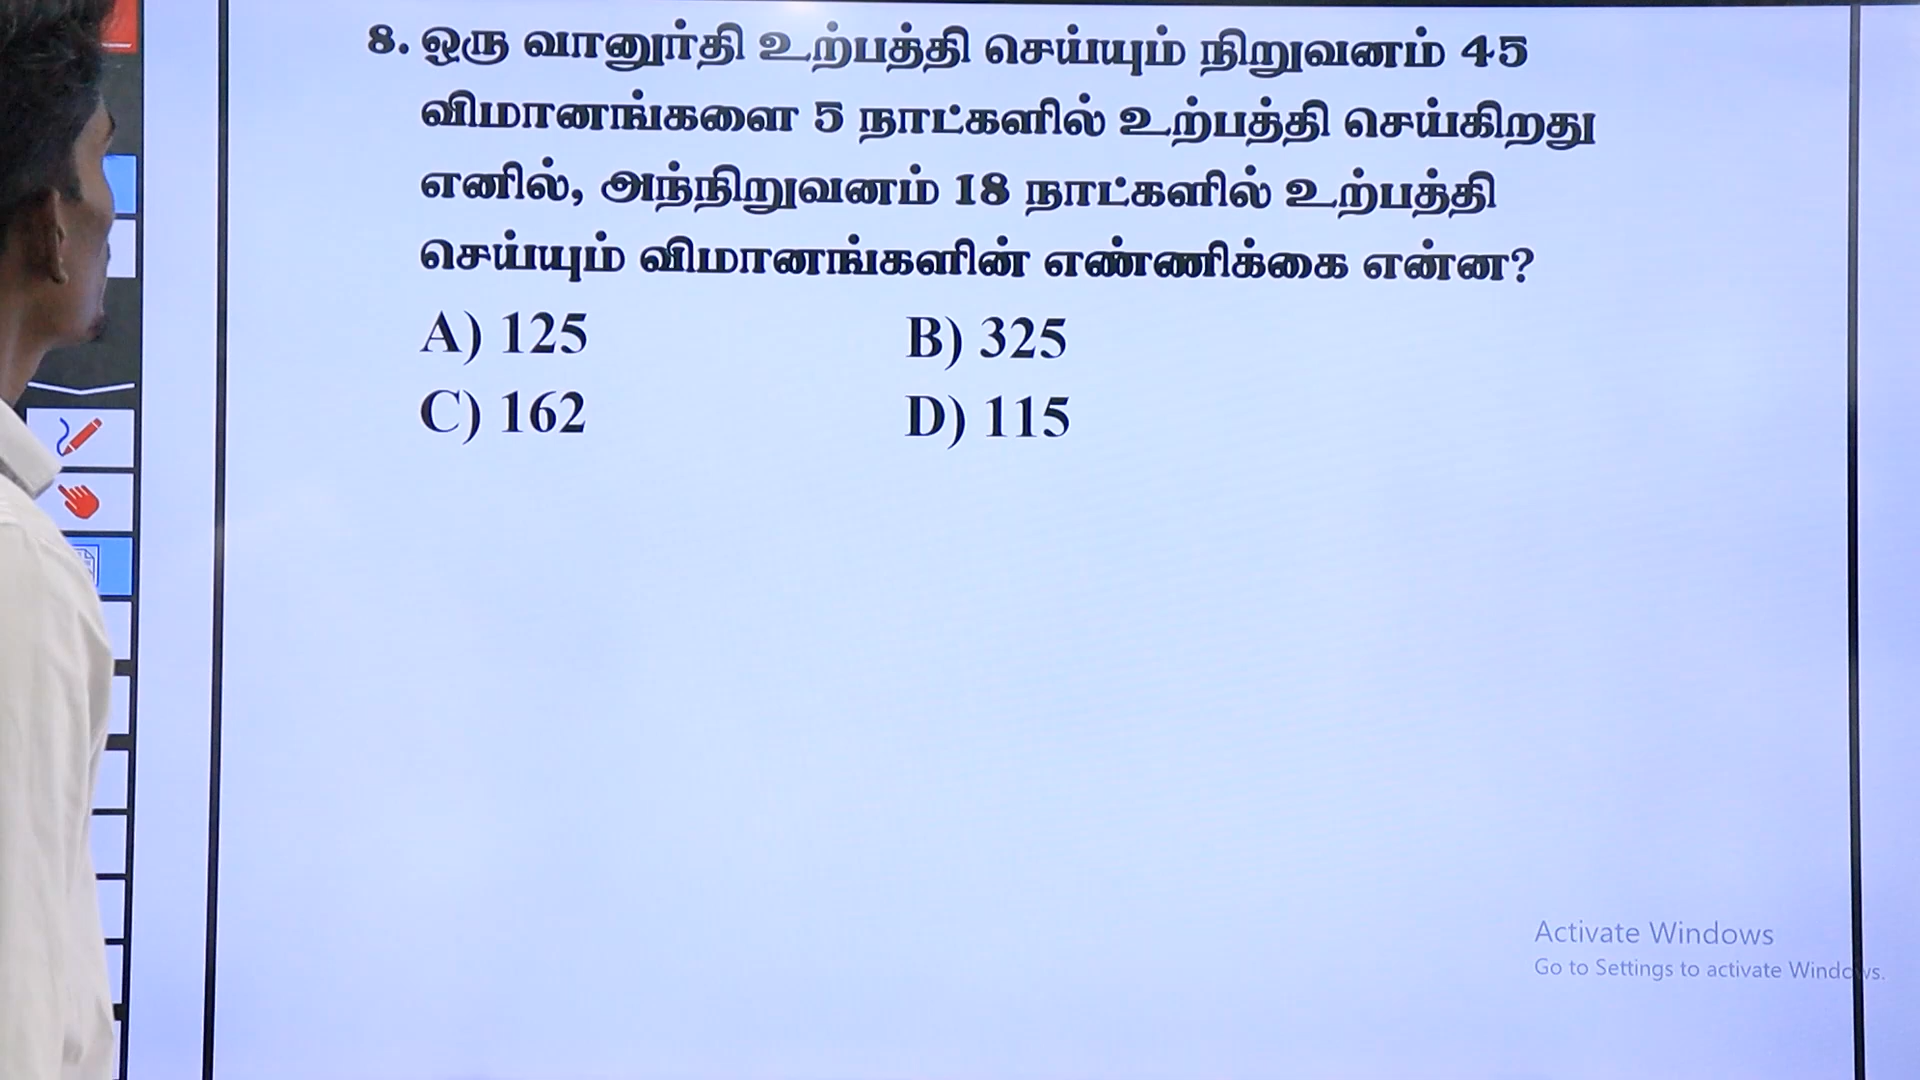 8. ஒரு வானூர்தி உற்பத்தி செய்யும் நிறுவனம் 45
விமானங்களை 5 நாட்களில் உற்பத்தி செய்கிறது
எனில், அந்நிறுவனம் 18 நாட்களில் உற்பத்தி
செய்யும் விமானங்களின் எண்ணிக்கை என்ன?
A) 125 B) 325
C) 162 D) 115
Activate Windows
Go to Settings to activate Windows.